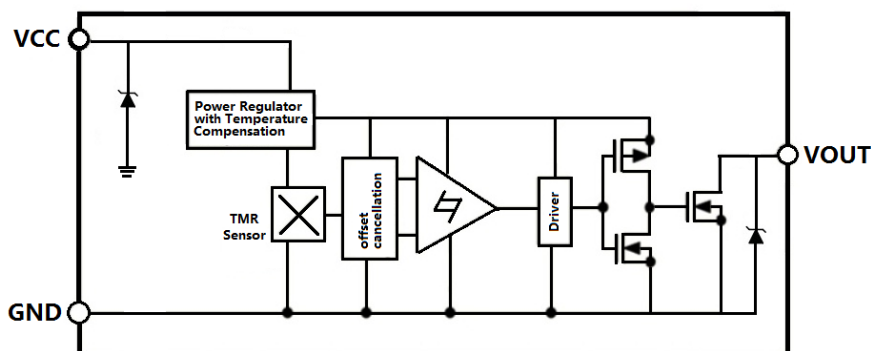 VCC
Power Regulator
with Temperature
Compensation
VOUT
TMR
Sensor
offset
cancellation
Driver
GND